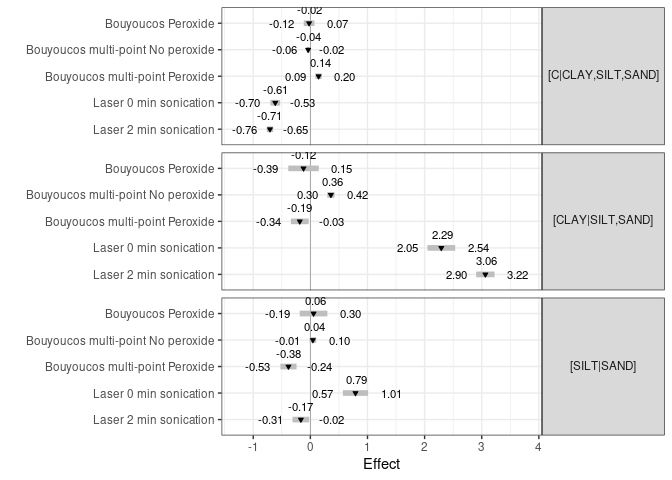 -0.02
Bouyoucos Peroxide -0.12 0.07
-0.04
Bouyoucos multi-point No peroxide -0.06 -0.02
0.14
Bouyoucos multi-point Peroxide 0.09 0.20
-0.61
Laser 0 min sonication -0.70 -0.53
-0.71
Laser 2 min sonication -0.76 -0.65
[C|CLAY,SILT,SAND]
-0.12
Bouyoucos Peroxide -0.39 0.15
0.36
Bouyoucos multi-point No peroxide 0.30 0.42
-0.19
Bouyoucos multi-point Peroxide -0.34 -0.03
2.29
Laser 0 min sonication 2.05 2.54
3.06
Laser 2 min sonication 2.90 3.22
[CLAY|SILT,SAND]
0.06
Bouyoucos Peroxide -0.19 0.30
0.04
Bouyoucos multi-point No peroxide -0.01 0.10
-0.38
Bouyoucos multi-point Peroxide -0.53 -0.24
0.79
Laser 0 min sonication 0.57 1.01
-0.17
Laser 2 min sonication -0.31 -0.02
[SILT|SAND]
-1 0 1 2 3 4
Effect